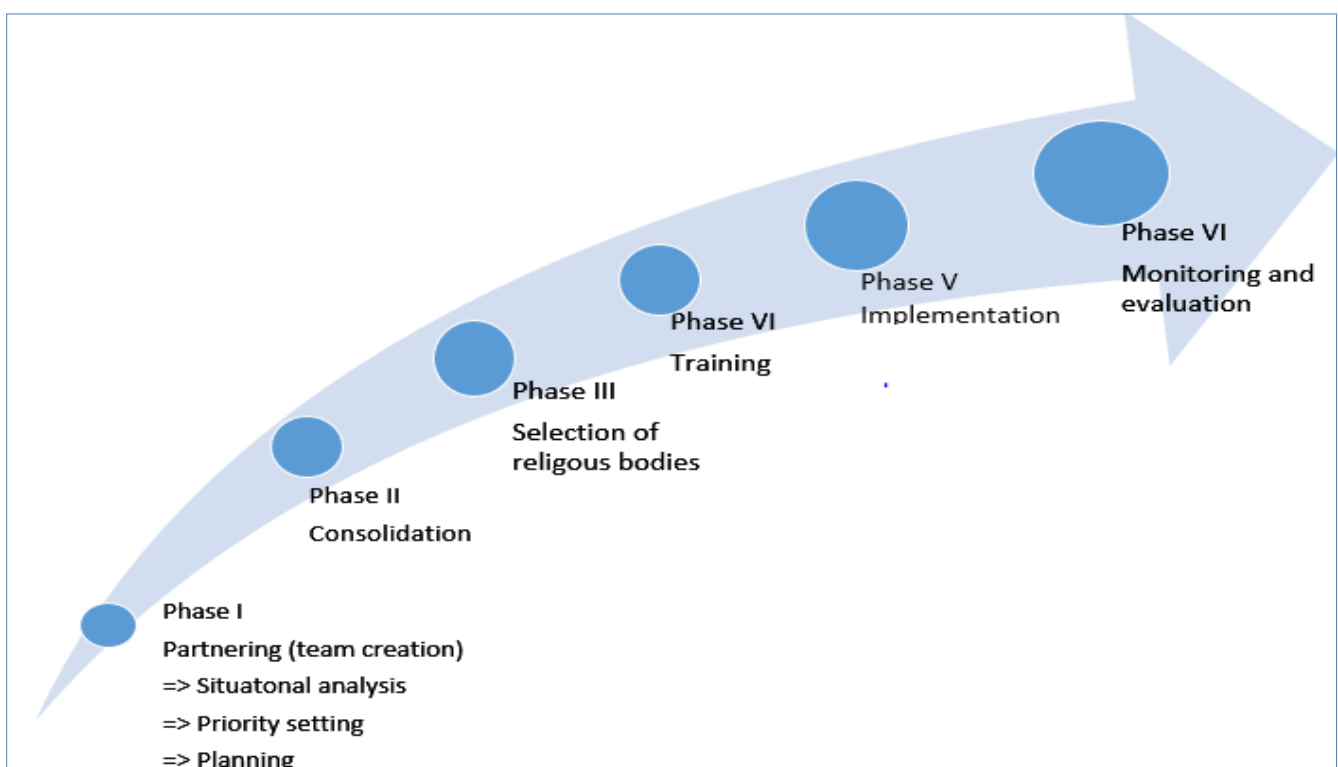 Phase I
Partnering (team creation)
=> Situatonal analysis
=> Priority setting
=> Planning
Phase II
Consolidation
Phase III
Selection of
religous bodies
Phase VI
Training
Phase V
Implementation
Phase VI
Monitoring and
evaluation